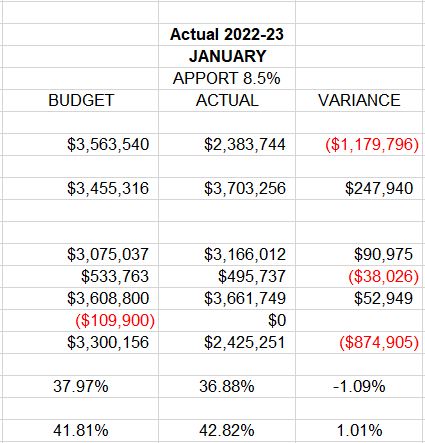 Actual 2022-23
JANUARY
APPORT 8.5%
BUDGET ACTUAL VARIANCE
$3,563,540 $2,383,744 ($1,179,796)
$3,455,316 $3,703,256 $247,940
$3,075,037 $3,166,012 $90,975
$533,763 $495,737 ($38,026)
$3,608,800 $3,661,749 $52,949
($109,900) $0
$3,300,156 $2,425,251 ($874,905)
37.97% 36.88% -1.09%
41.81% 42.82% 1.01%